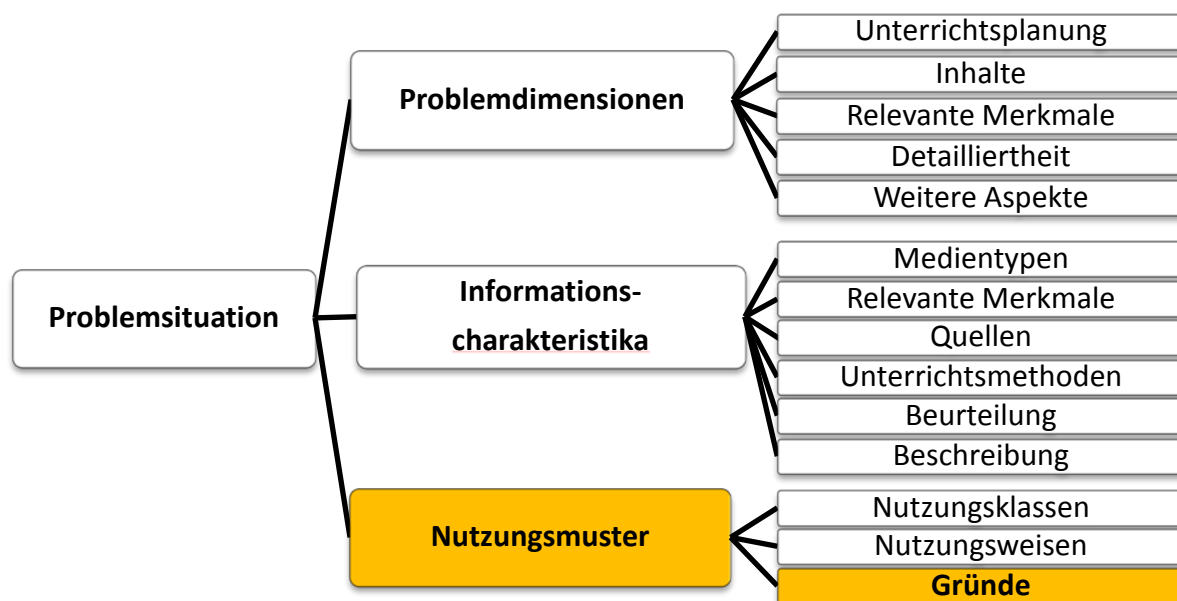 Problemsituation
Problemdimensionen
Unterrichtsplanung
Inhalte
Relevante Merkmale
Detailliertheit
Weitere Aspekte
Informations-
charakteristika
Medientypen
Relevante Merkmale
Quellen
Unterrichtsmethoden
Beurteilung
Beschreibung
Nutzungsmuster
Nutzungsklassen
Nutzungsweisen
Gründe